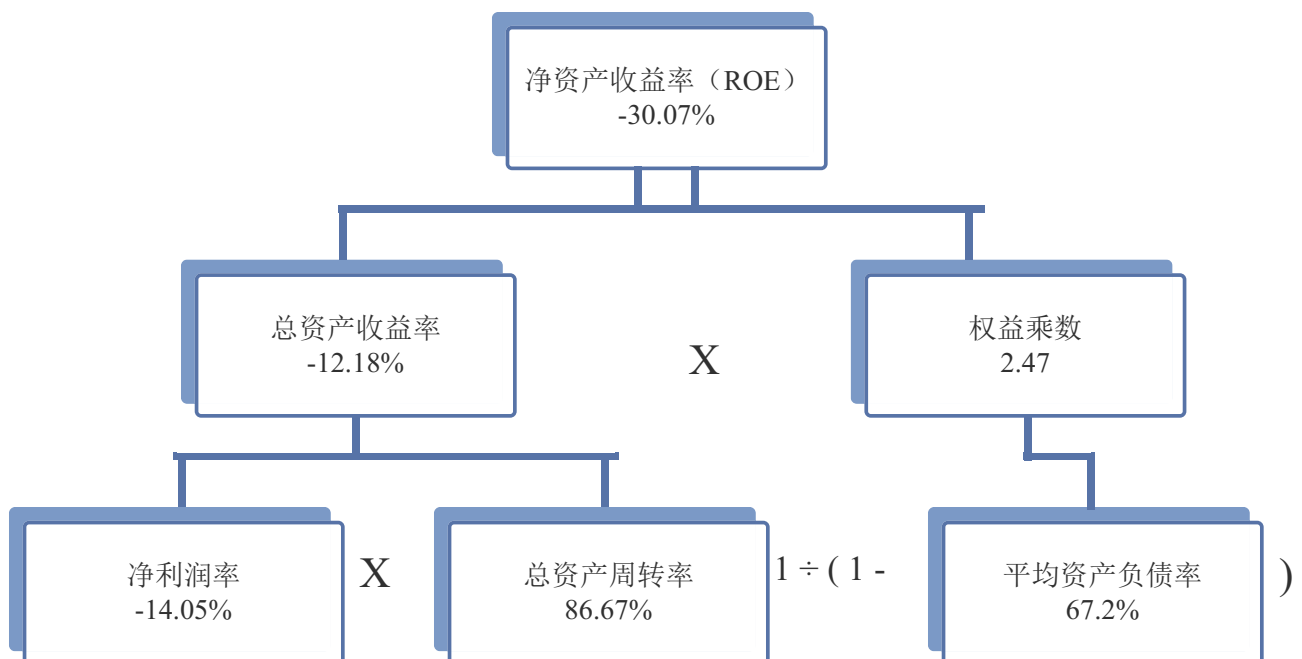 净资产收益率（ROE）
-30.07%
总资产收益率
-12.18%
X
权益乘数
2.47
净利润率
-14.05%
X
总资产周转率
86.67%
1 ÷ ( 1 -
平均资产负债率
67.2%
)